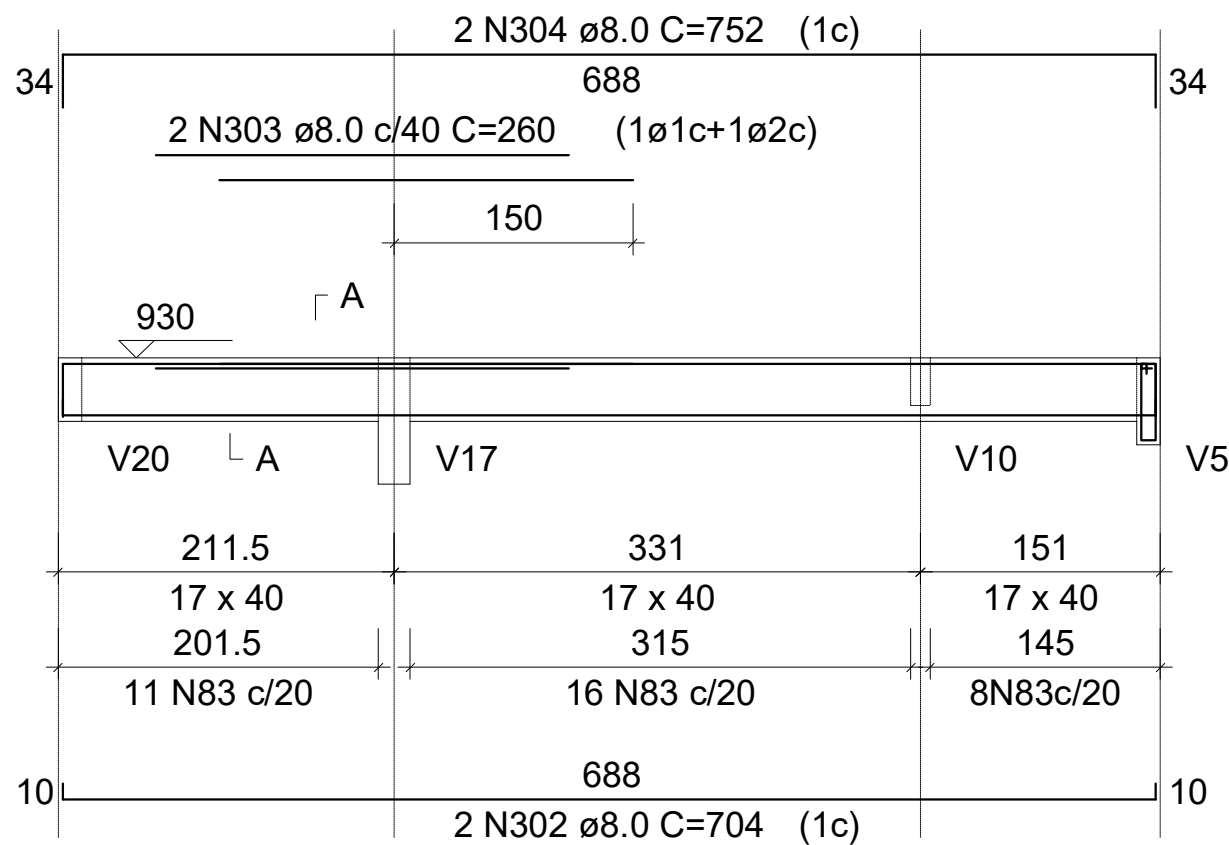 2 N304 ø8.0 C=752 (1c)
34 688 34
2 N303 ø8.0 c/40 C=260 (1ø1c+1ø2c)
150
A
930
V20 A V17 V10 V5
211.5 331 151
17 x 40 17 x 40 17 x 40
201.5 315 145
11 N83 c/20 16 N83 c/20 8N83c/20
10 688 10
2 N302 ø8.0 C=704 (1c)